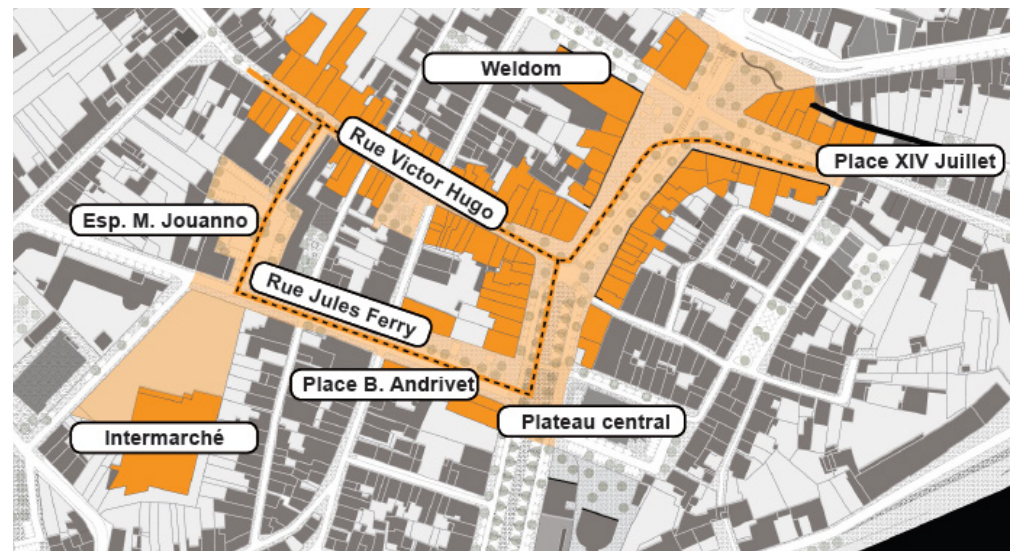 Weldom
Place XIV Juillet
Rue Victor Hugo
Esp. M. Jouanno
Rue Jules Ferry
Place B. Andrivet
Plateau central
Intermarché